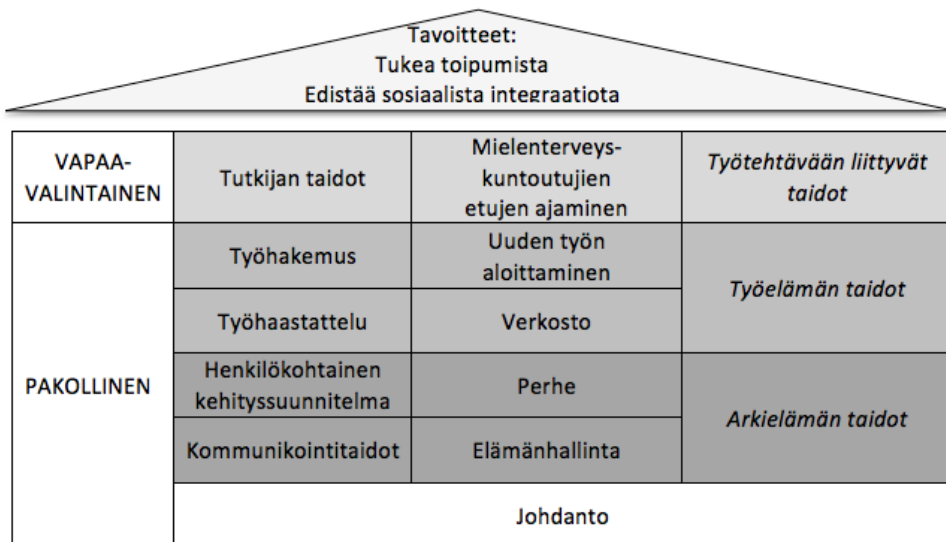 Tavoitteet:
Tukea toipumista
Edistää sosiaalista integraatiota
VAPAA-
VALINTAINEN
Tutkijan taidot
Mielenterveys-
kuntoutujien
etujen ajaminen
Työtehtävään liittyvät
taidot
PAKOLLINEN
Työhakemus
Uuden työn
aloittaminen
Työelämän taidot
Työhaastattelu
Verkosto
Henkilökohtainen
kehityssuunnitelma
Perhe
Arkielämän taidot
Kommunikointitaidot
Elämänhallinta
Johdanto